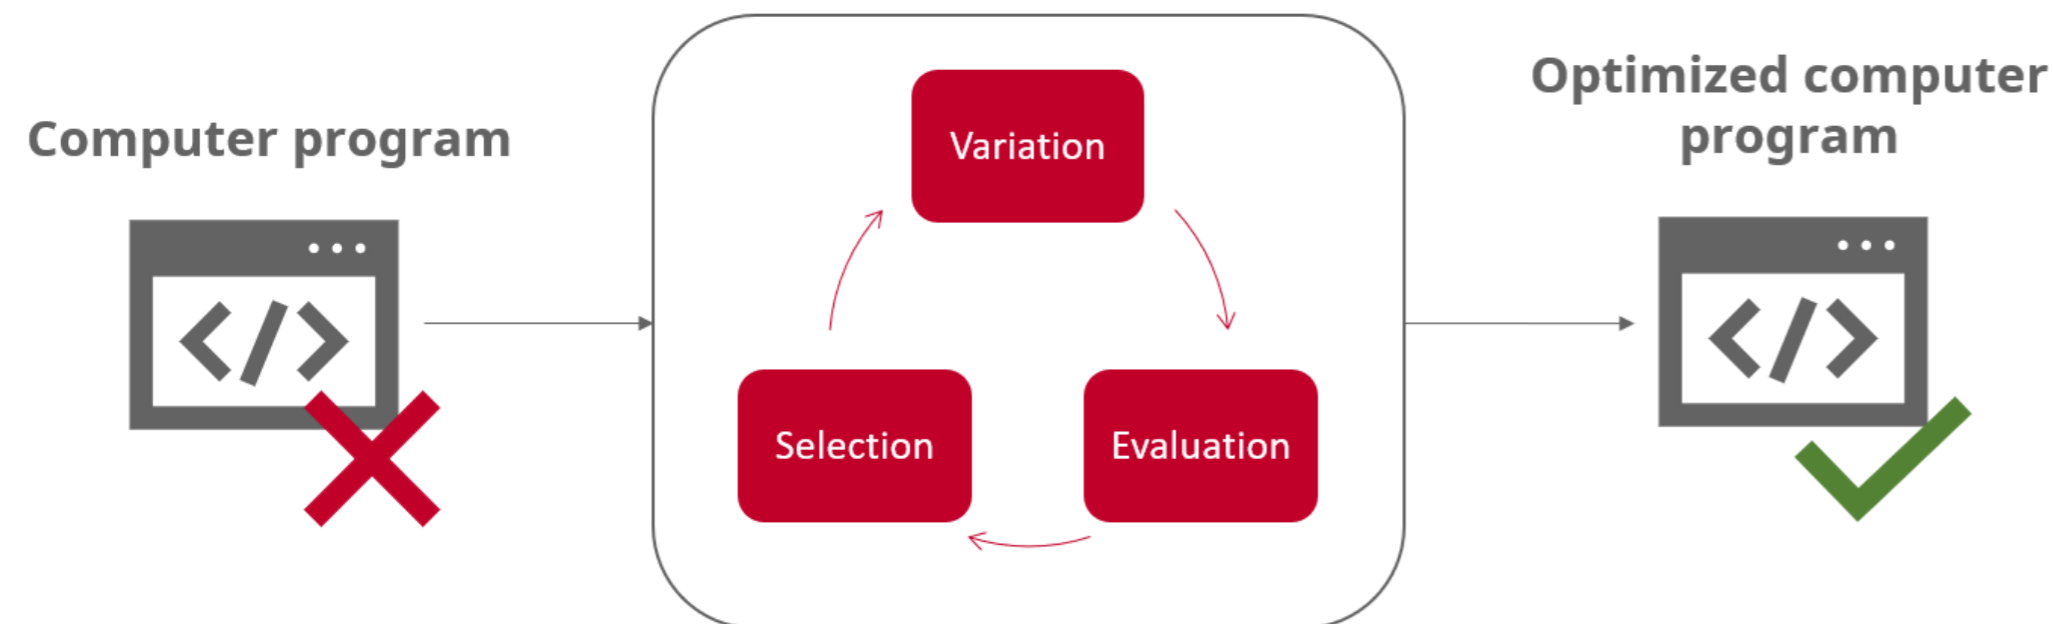 Computer program
Variation
Selection
Evaluation
Optimized computer
program